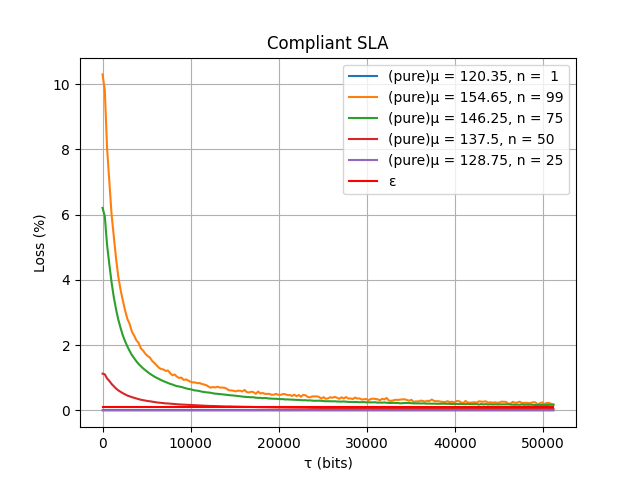 Compliant SLA
Loss (%)
10
8
6
4
2
0
(pure)μ = 120.35, n =  1
(pure)μ = 154.65, n = 99
(pure)μ = 146.25, n = 75
(pure)μ = 137.5, n = 50
(pure)μ = 128.75, n = 25
ε
0 10000 20000 30000 40000 50000
τ (bits)